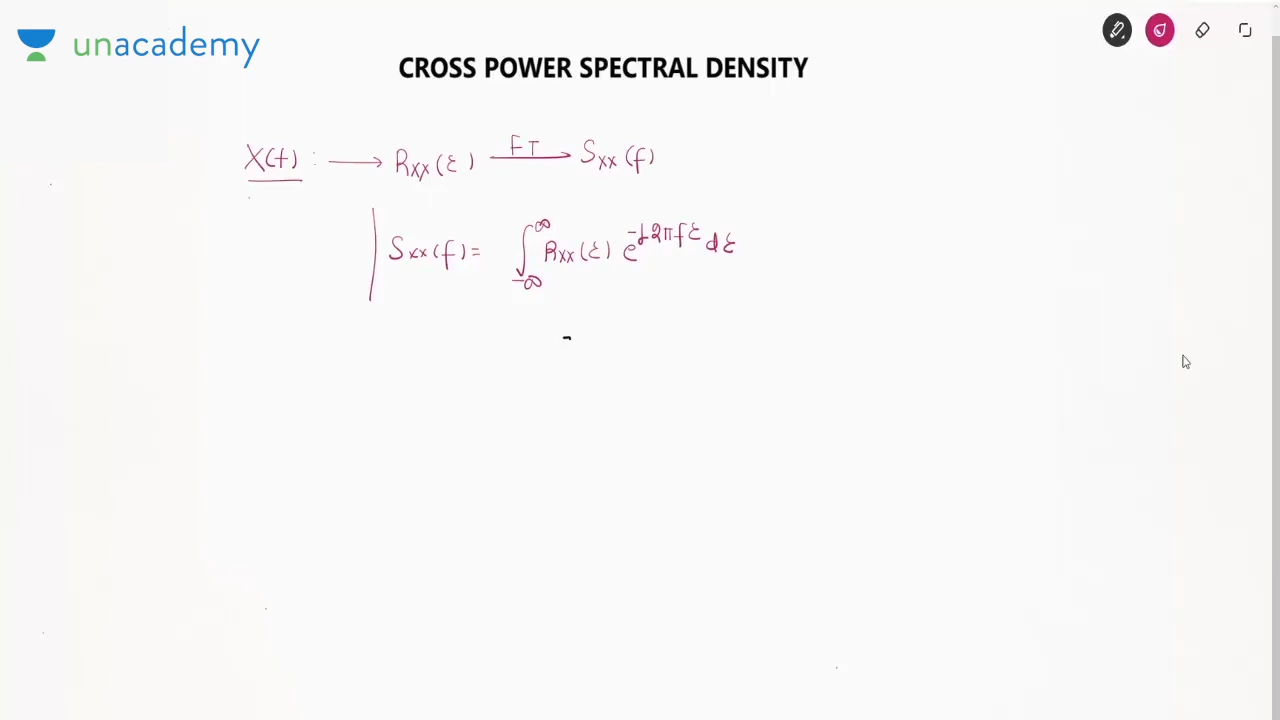 unacademy
CROSS POWER SPECTRAL DENSITY
X(t) : ⟶ Rxx(τ) —FT→ Sxx(f)
Sxx(f) = ∫_{-∞}^{∞} Rxx(τ) e^{-j2πfτ} dτ